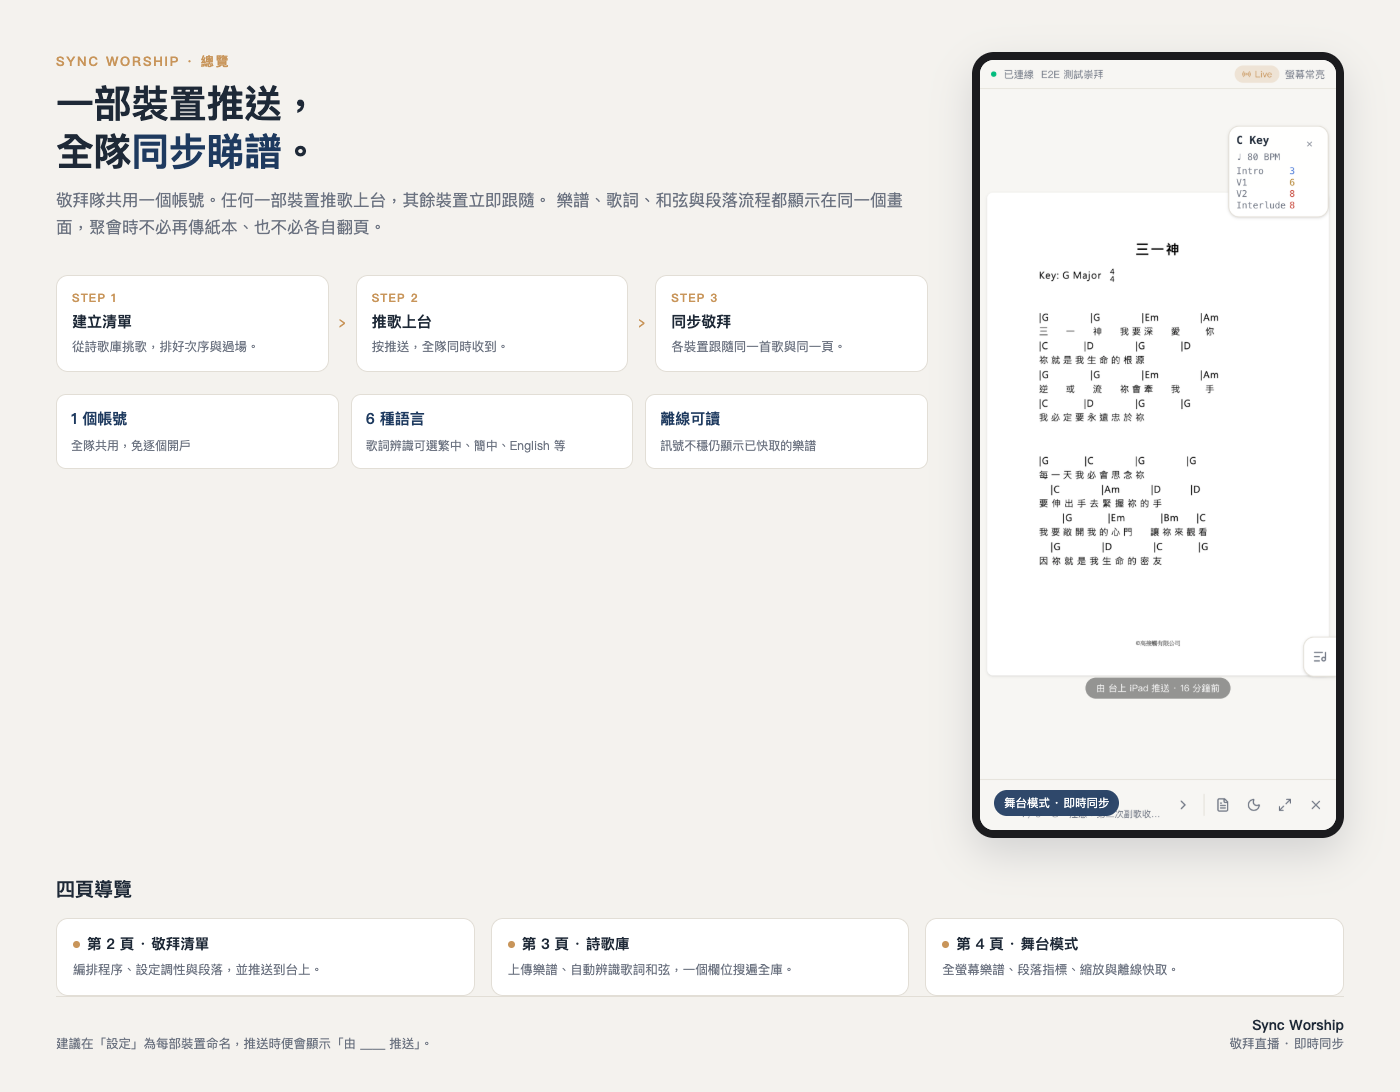 SYNC WORSHIP · 總覽
一部裝置推送，
全隊同步睇譜。
敬拜隊共用一個帳號。任何一部裝置推歌上台，其餘裝置立即跟隨。 樂譜、歌詞、和弦與段落流程都顯示在同一個畫
面，聚會時不必再傳紙本、也不必各自翻頁。
STEP 1
建立清單
從詩歌庫挑歌，排好次序與過場。
STEP 2
推歌上台
按推送，全隊同時收到。
STEP 3
同步敬拜
各裝置跟隨同一首歌與同一頁。
1 個帳號
全隊共用，免逐個開戶
6 種語言
歌詞辨識可選繁中、簡中、English 等
離線可讀
訊號不穩仍顯示已快取的樂譜
已連線 E2E 測試崇拜
Live 螢幕常亮
C Key ×
♩ 80 BPM
Intro 3
V1 6
V2 8
Interlude 8
三一神
Key: G Major 4/4
|G |G |Em |Am
三 一 神 我要深 愛 你
|C |D |G |D
祢就是我生命的根源
|G |G |Em |Am
逆 或 流 祢會牽 我 手
|C |D |G |G
我必定要永遠忠於祢
|G |C |G |G
每一天我必會思念祢
|C |Am |D |D
要伸出手去緊握祢的手
|G |Em |Bm |C
我要敞開我的心門 讓祢來觀看
|G |D |C |G
因祢就是我生命的密友
由 台上 iPad 推送 · 16 分鐘前
舞台模式 · 即時同步
次副歌收…
四頁導覽
第 2 頁 · 敬拜清單
編排程序、設定調性與段落，並推送到台上。
第 3 頁 · 詩歌庫
上傳樂譜、自動辨識歌詞和弦，一個欄位搜遍全庫。
第 4 頁 · 舞台模式
全螢幕樂譜、段落指標、縮放與離線快取。
建議在「設定」為每部裝置命名，推送時便會顯示「由 ____ 推送」。
Sync Worship
敬拜直播 · 即時同步